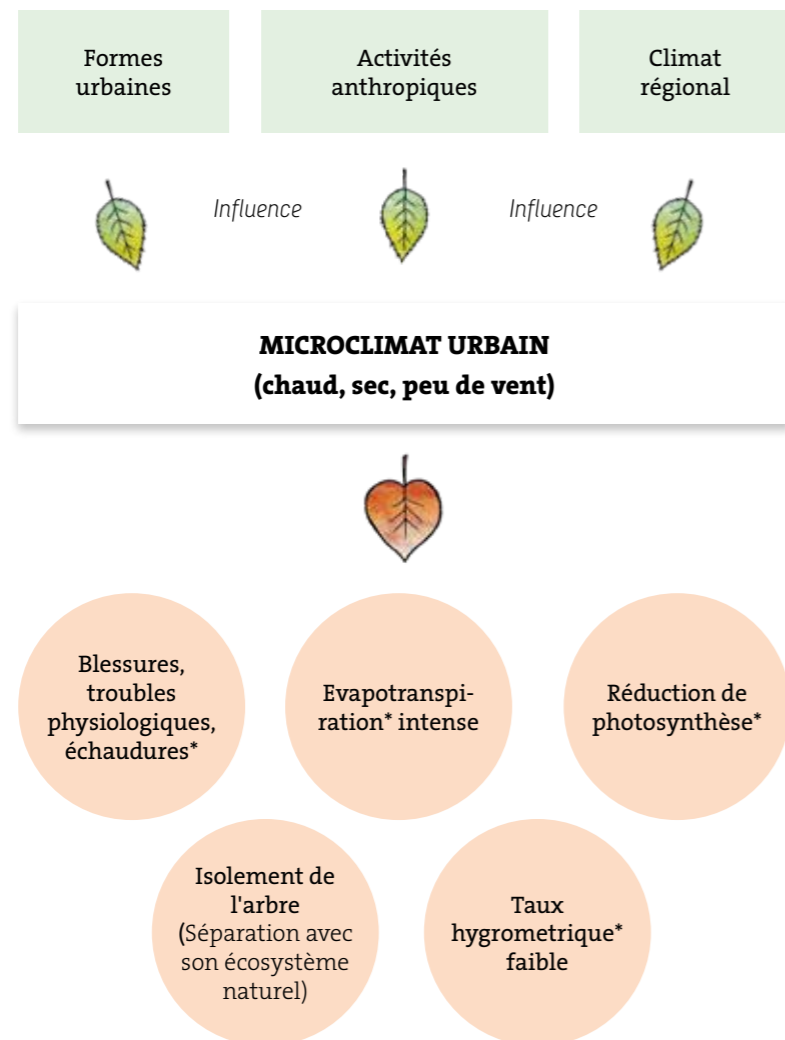 Formes
urbaines
Activités
anthropiques
Climat
régional
Influence
Influence
MICROCLIMAT URBAIN
(chaud, sec, peu de vent)
Blessures,
troubles
physiologiques,
échaudures*
Evapotranspi-
ration* intense
Réduction de
photosynthèse*
Isolement de
l'arbre
(Séparation avec
son écosystème
naturel)
Taux
hygrometrique*
faible